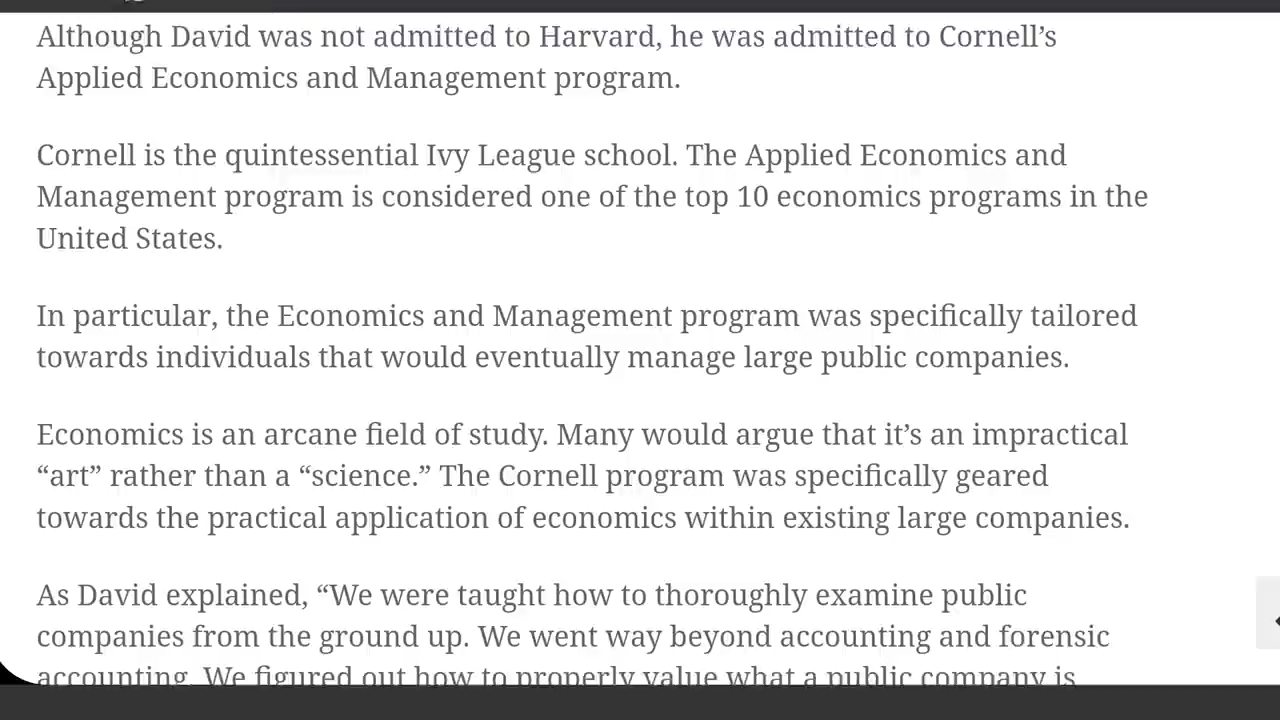 Although David was not admitted to Harvard, he was admitted to Cornell’s
Applied Economics and Management program.
Cornell is the quintessential Ivy League school. The Applied Economics and
Management program is considered one of the top 10 economics programs in the
United States.
In particular, the Economics and Management program was specifically tailored
towards individuals that would eventually manage large public companies.
Economics is an arcane field of study. Many would argue that it’s an impractical
“art” rather than a “science.” The Cornell program was specifically geared
towards the practical application of economics within existing large companies.
As David explained, “We were taught how to thoroughly examine public
companies from the ground up. We went way beyond accounting and forensic
accounting. We figured out how to properly value what a public company is